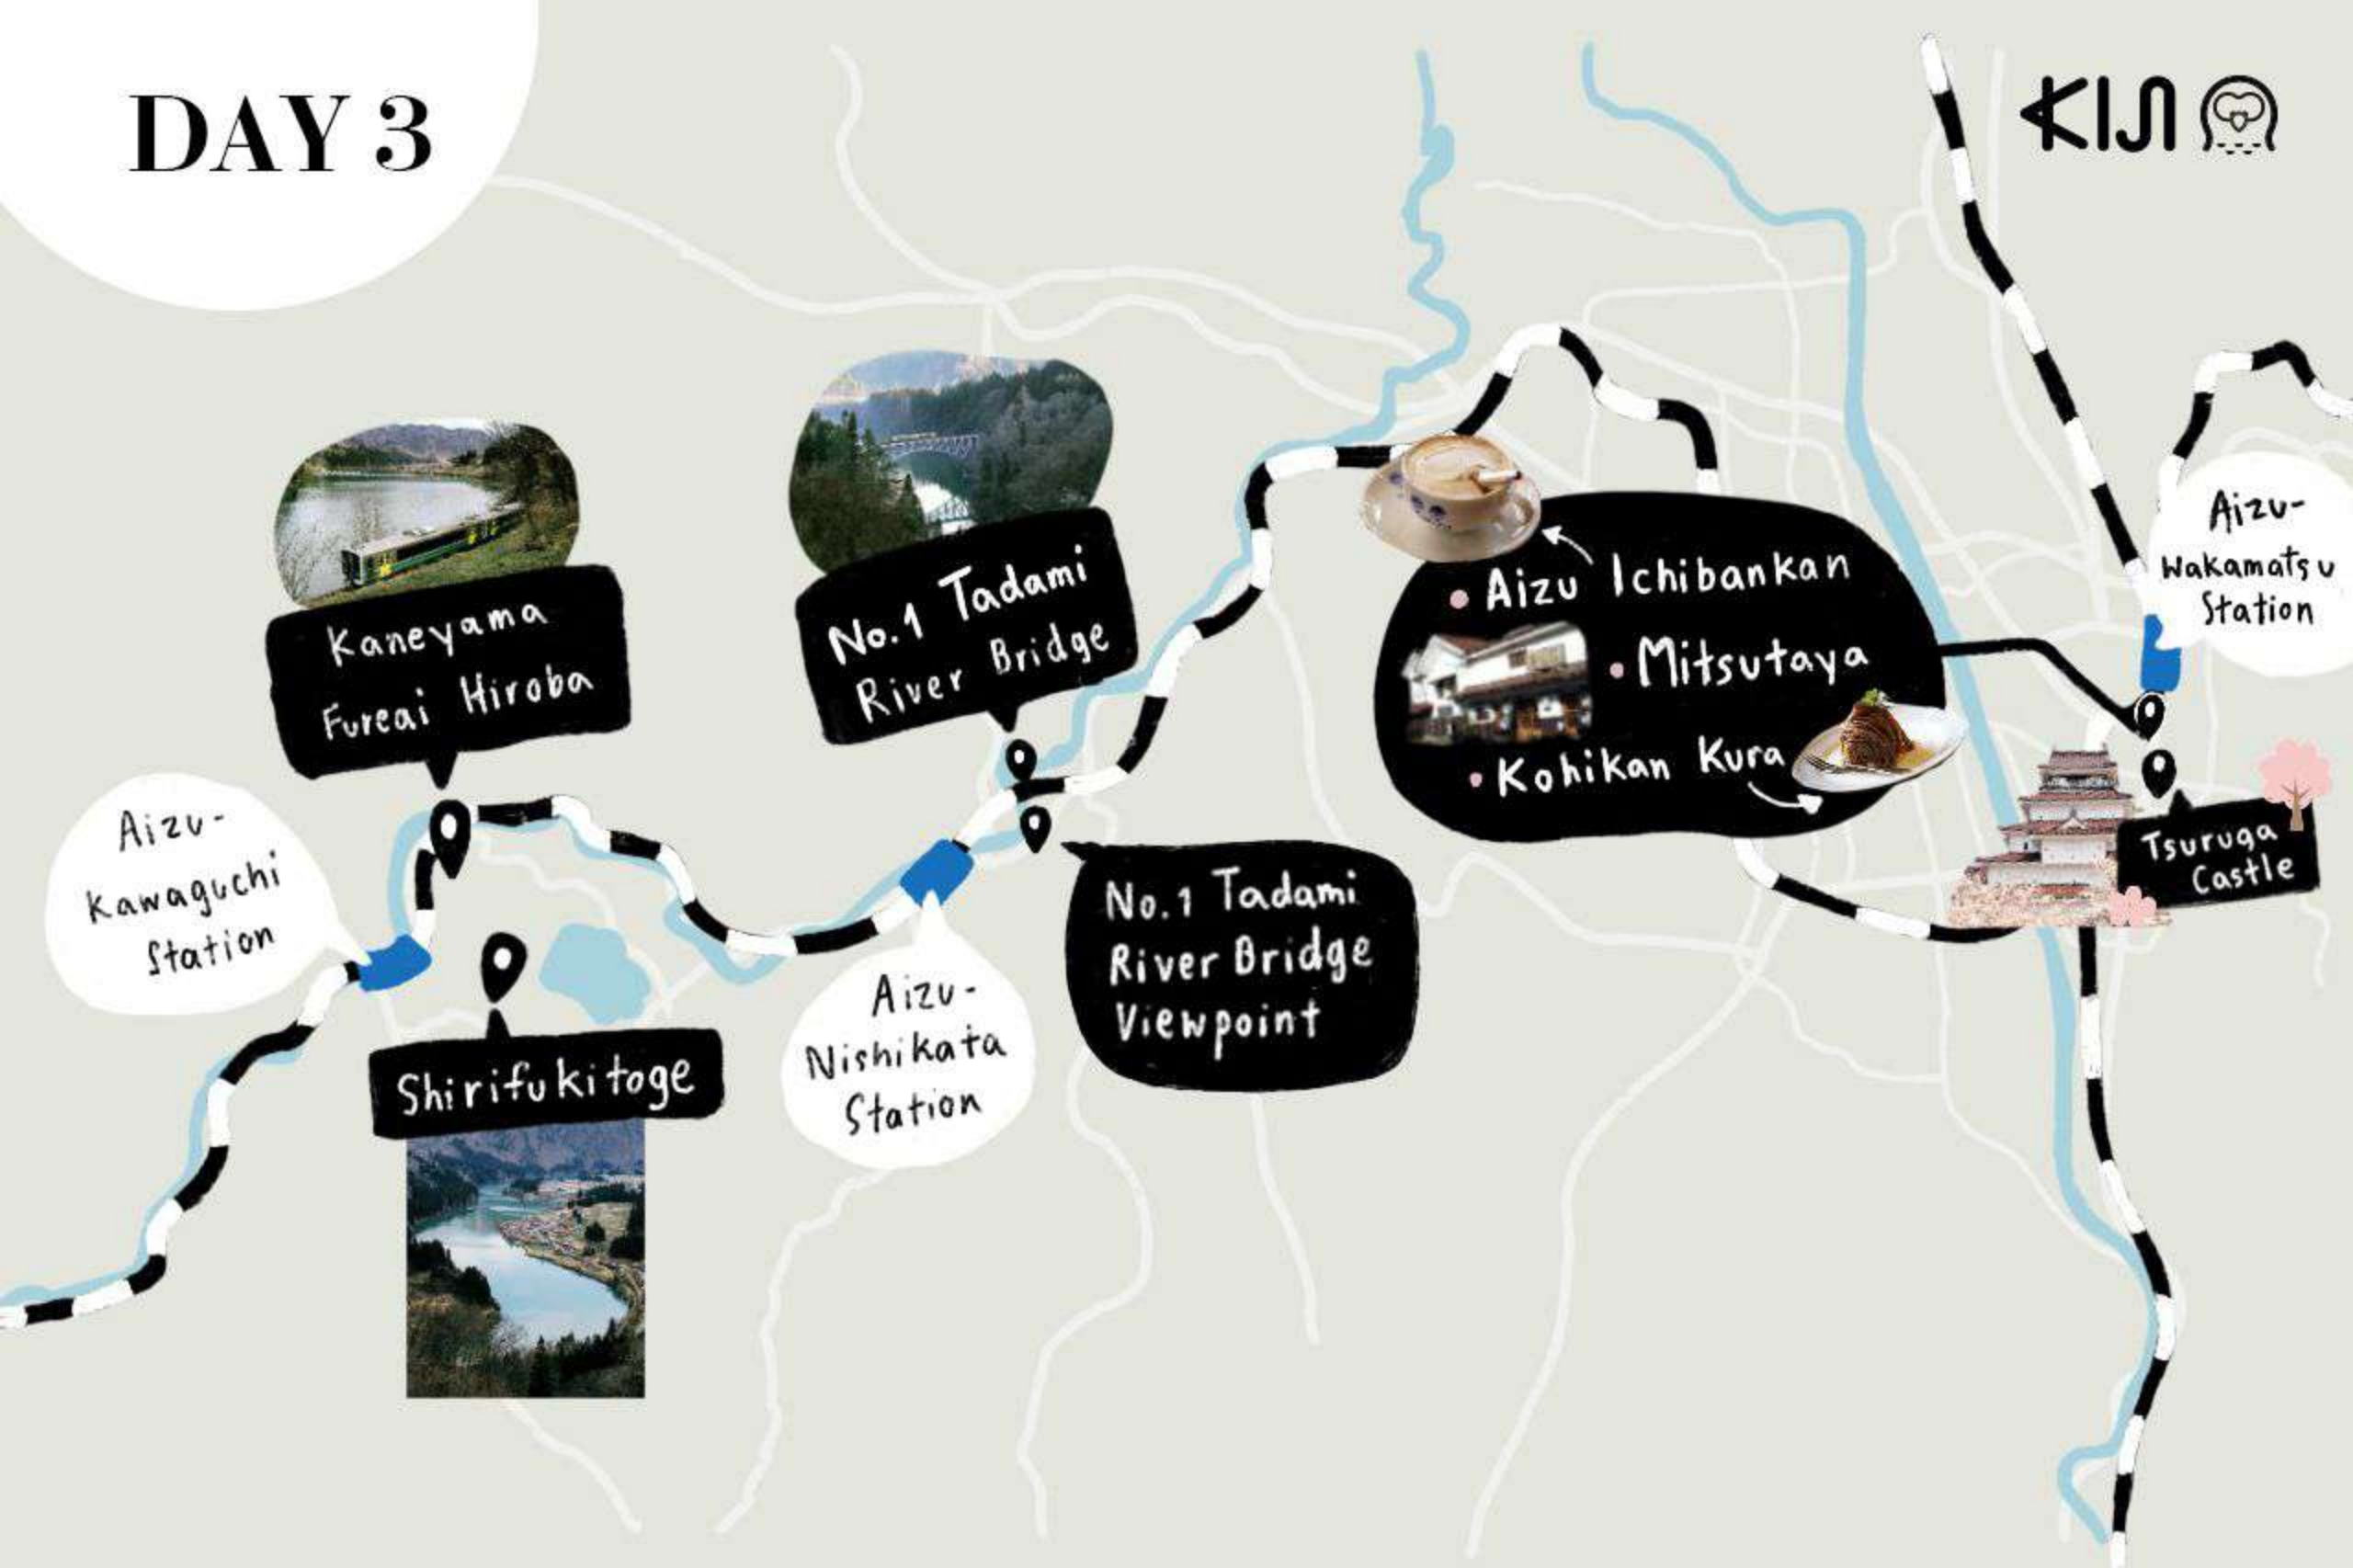 DAY 3
KIJI
Kaneyama
Fureai Hiroba
No.1 Tadami
River Bridge
Aizu Ichibankan
Mitsutaya
Kohikan Kura
Aizu-
Wakamatsu
Station
Tsuruga
Castle
Aizu-
Kawaguchi
Station
No.1 Tadami
River Bridge
Viewpoint
Shirifukitoge
Aizu-
Nishikata
Station